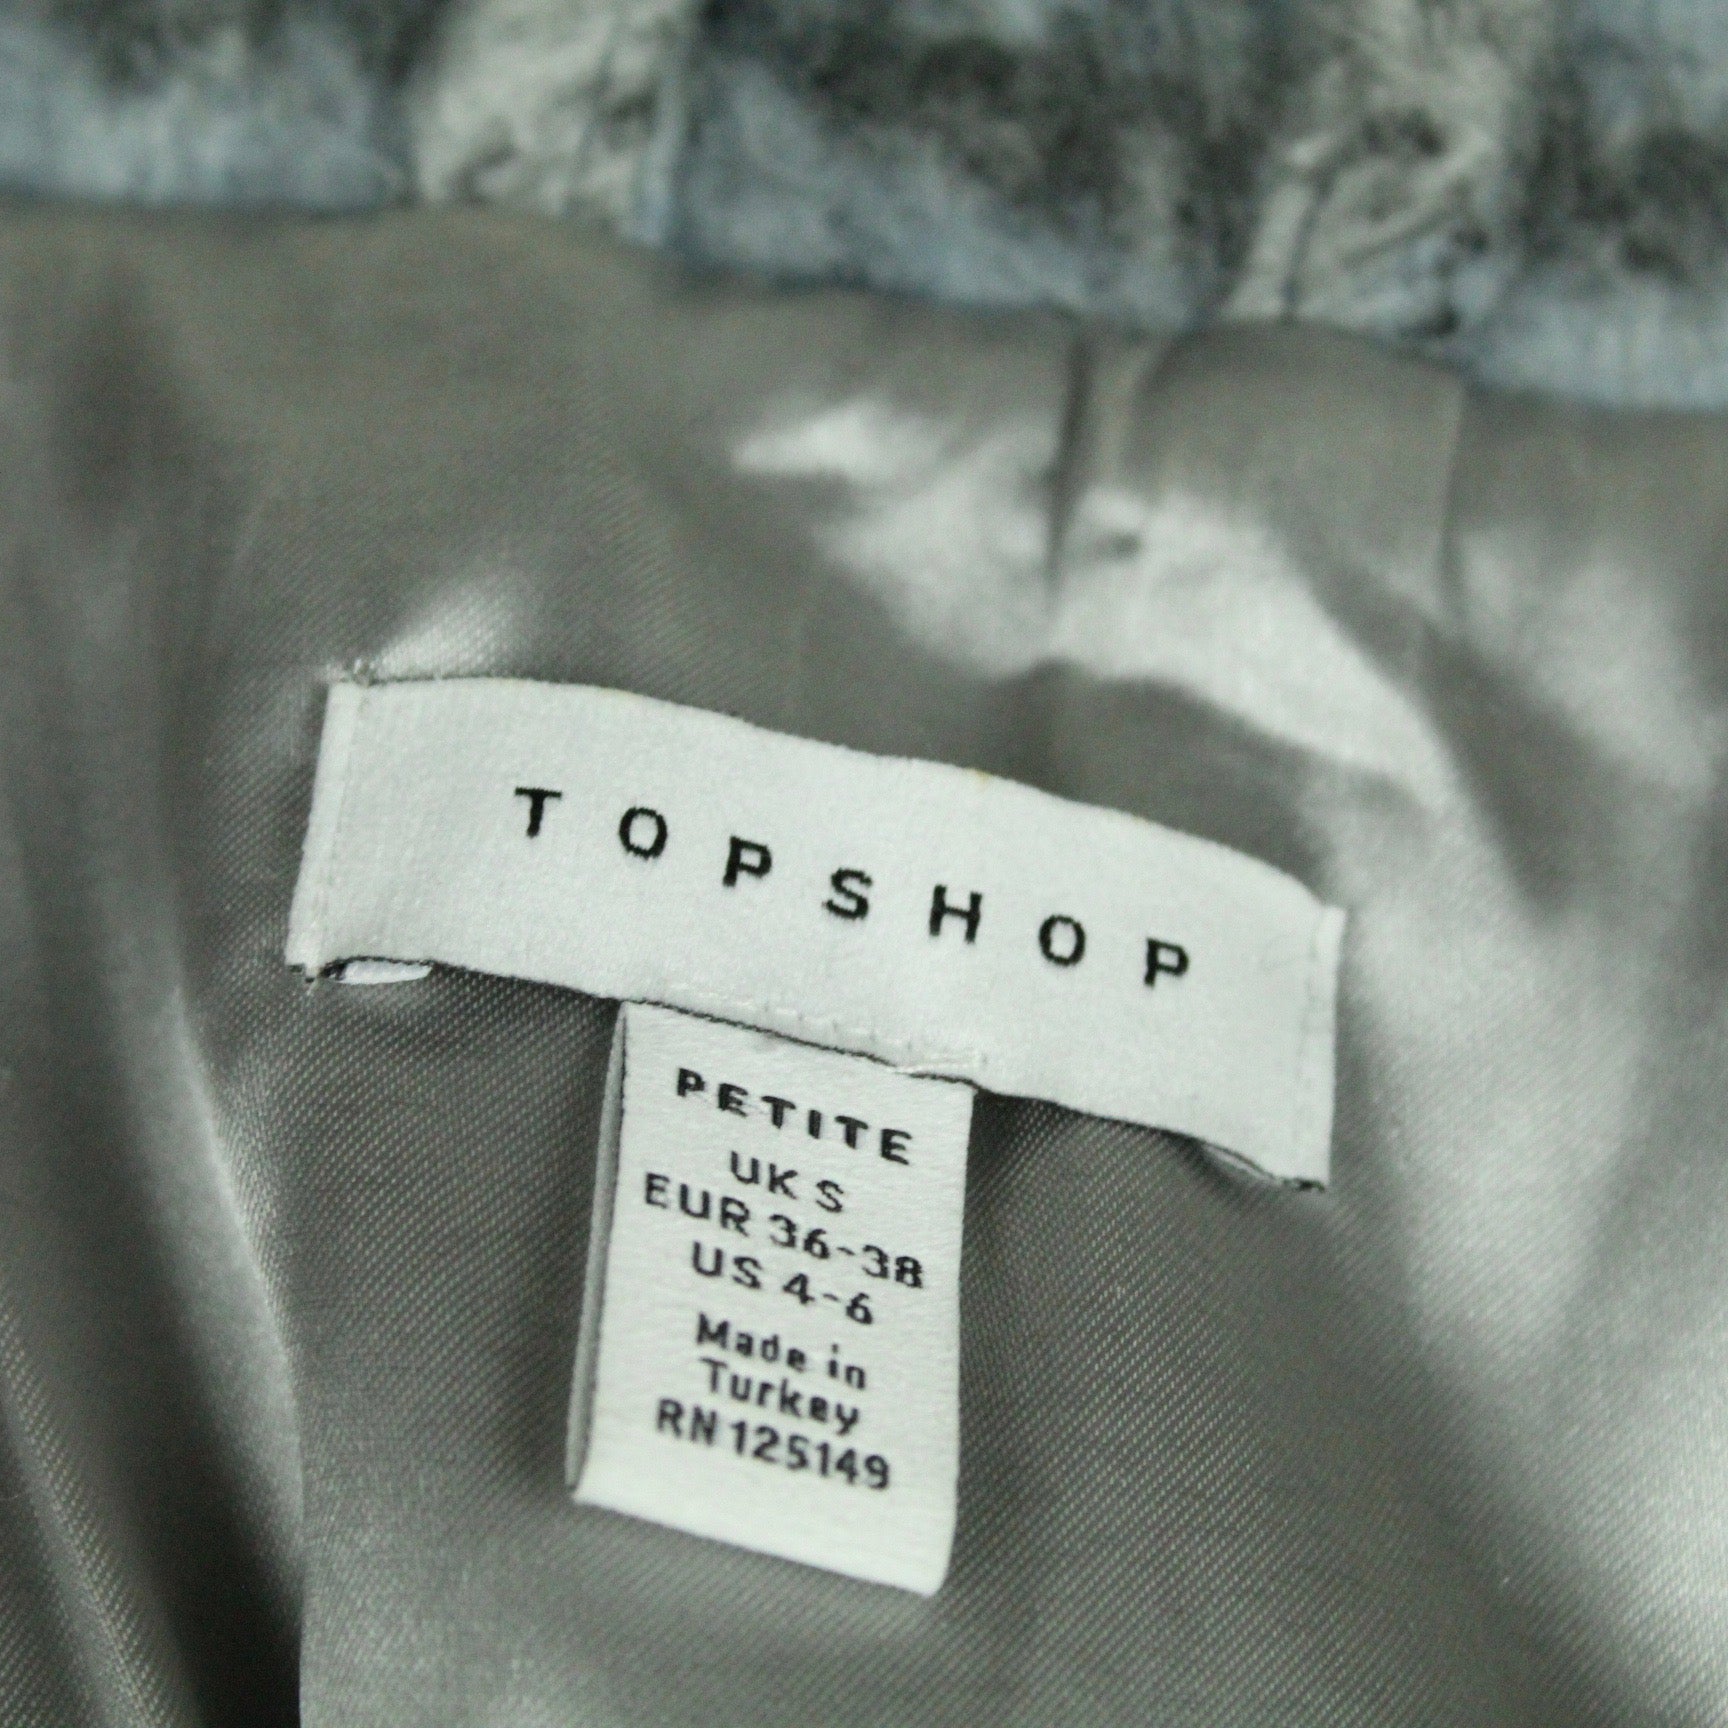 TOPSHOP
PETITE
UK S
EUR 36-38
US 4-6
Made in
Turkey
RN 125149